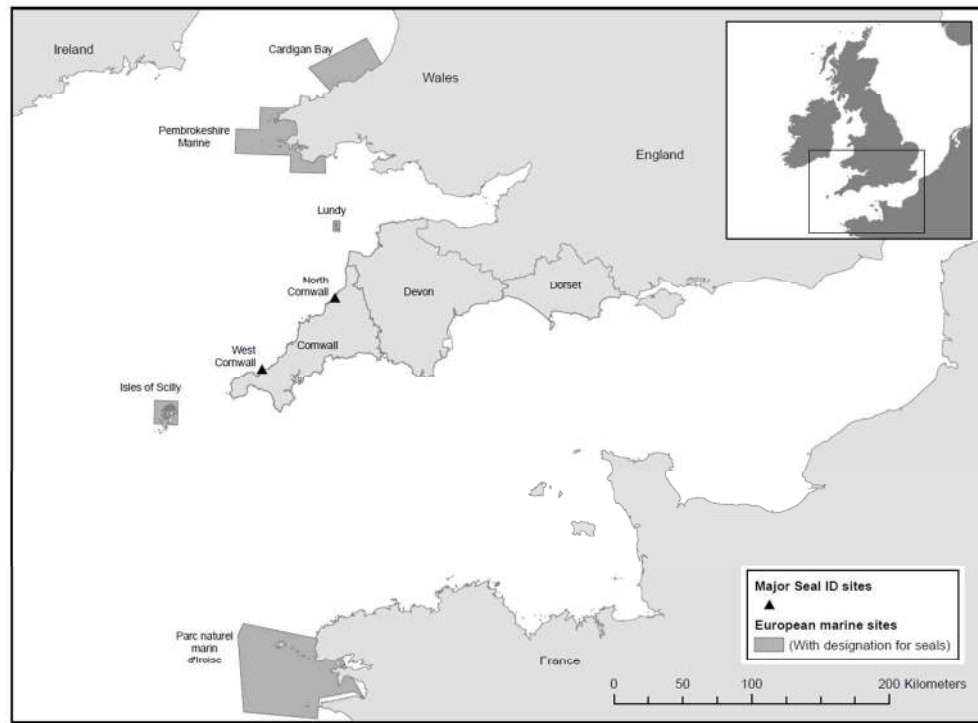 Ireland
Cardigan Bay
Wales
Pembrokeshire
Marine
England
Lundy
North
Cornwall
Devon
Dorset
Cornwall
West
Cornwall
Isles of Scilly
Parc naturel
marin
d'Iroise
France
Major Seal ID sites
European marine sites
(With designation for seals)
0 50 100 200 Kilometers